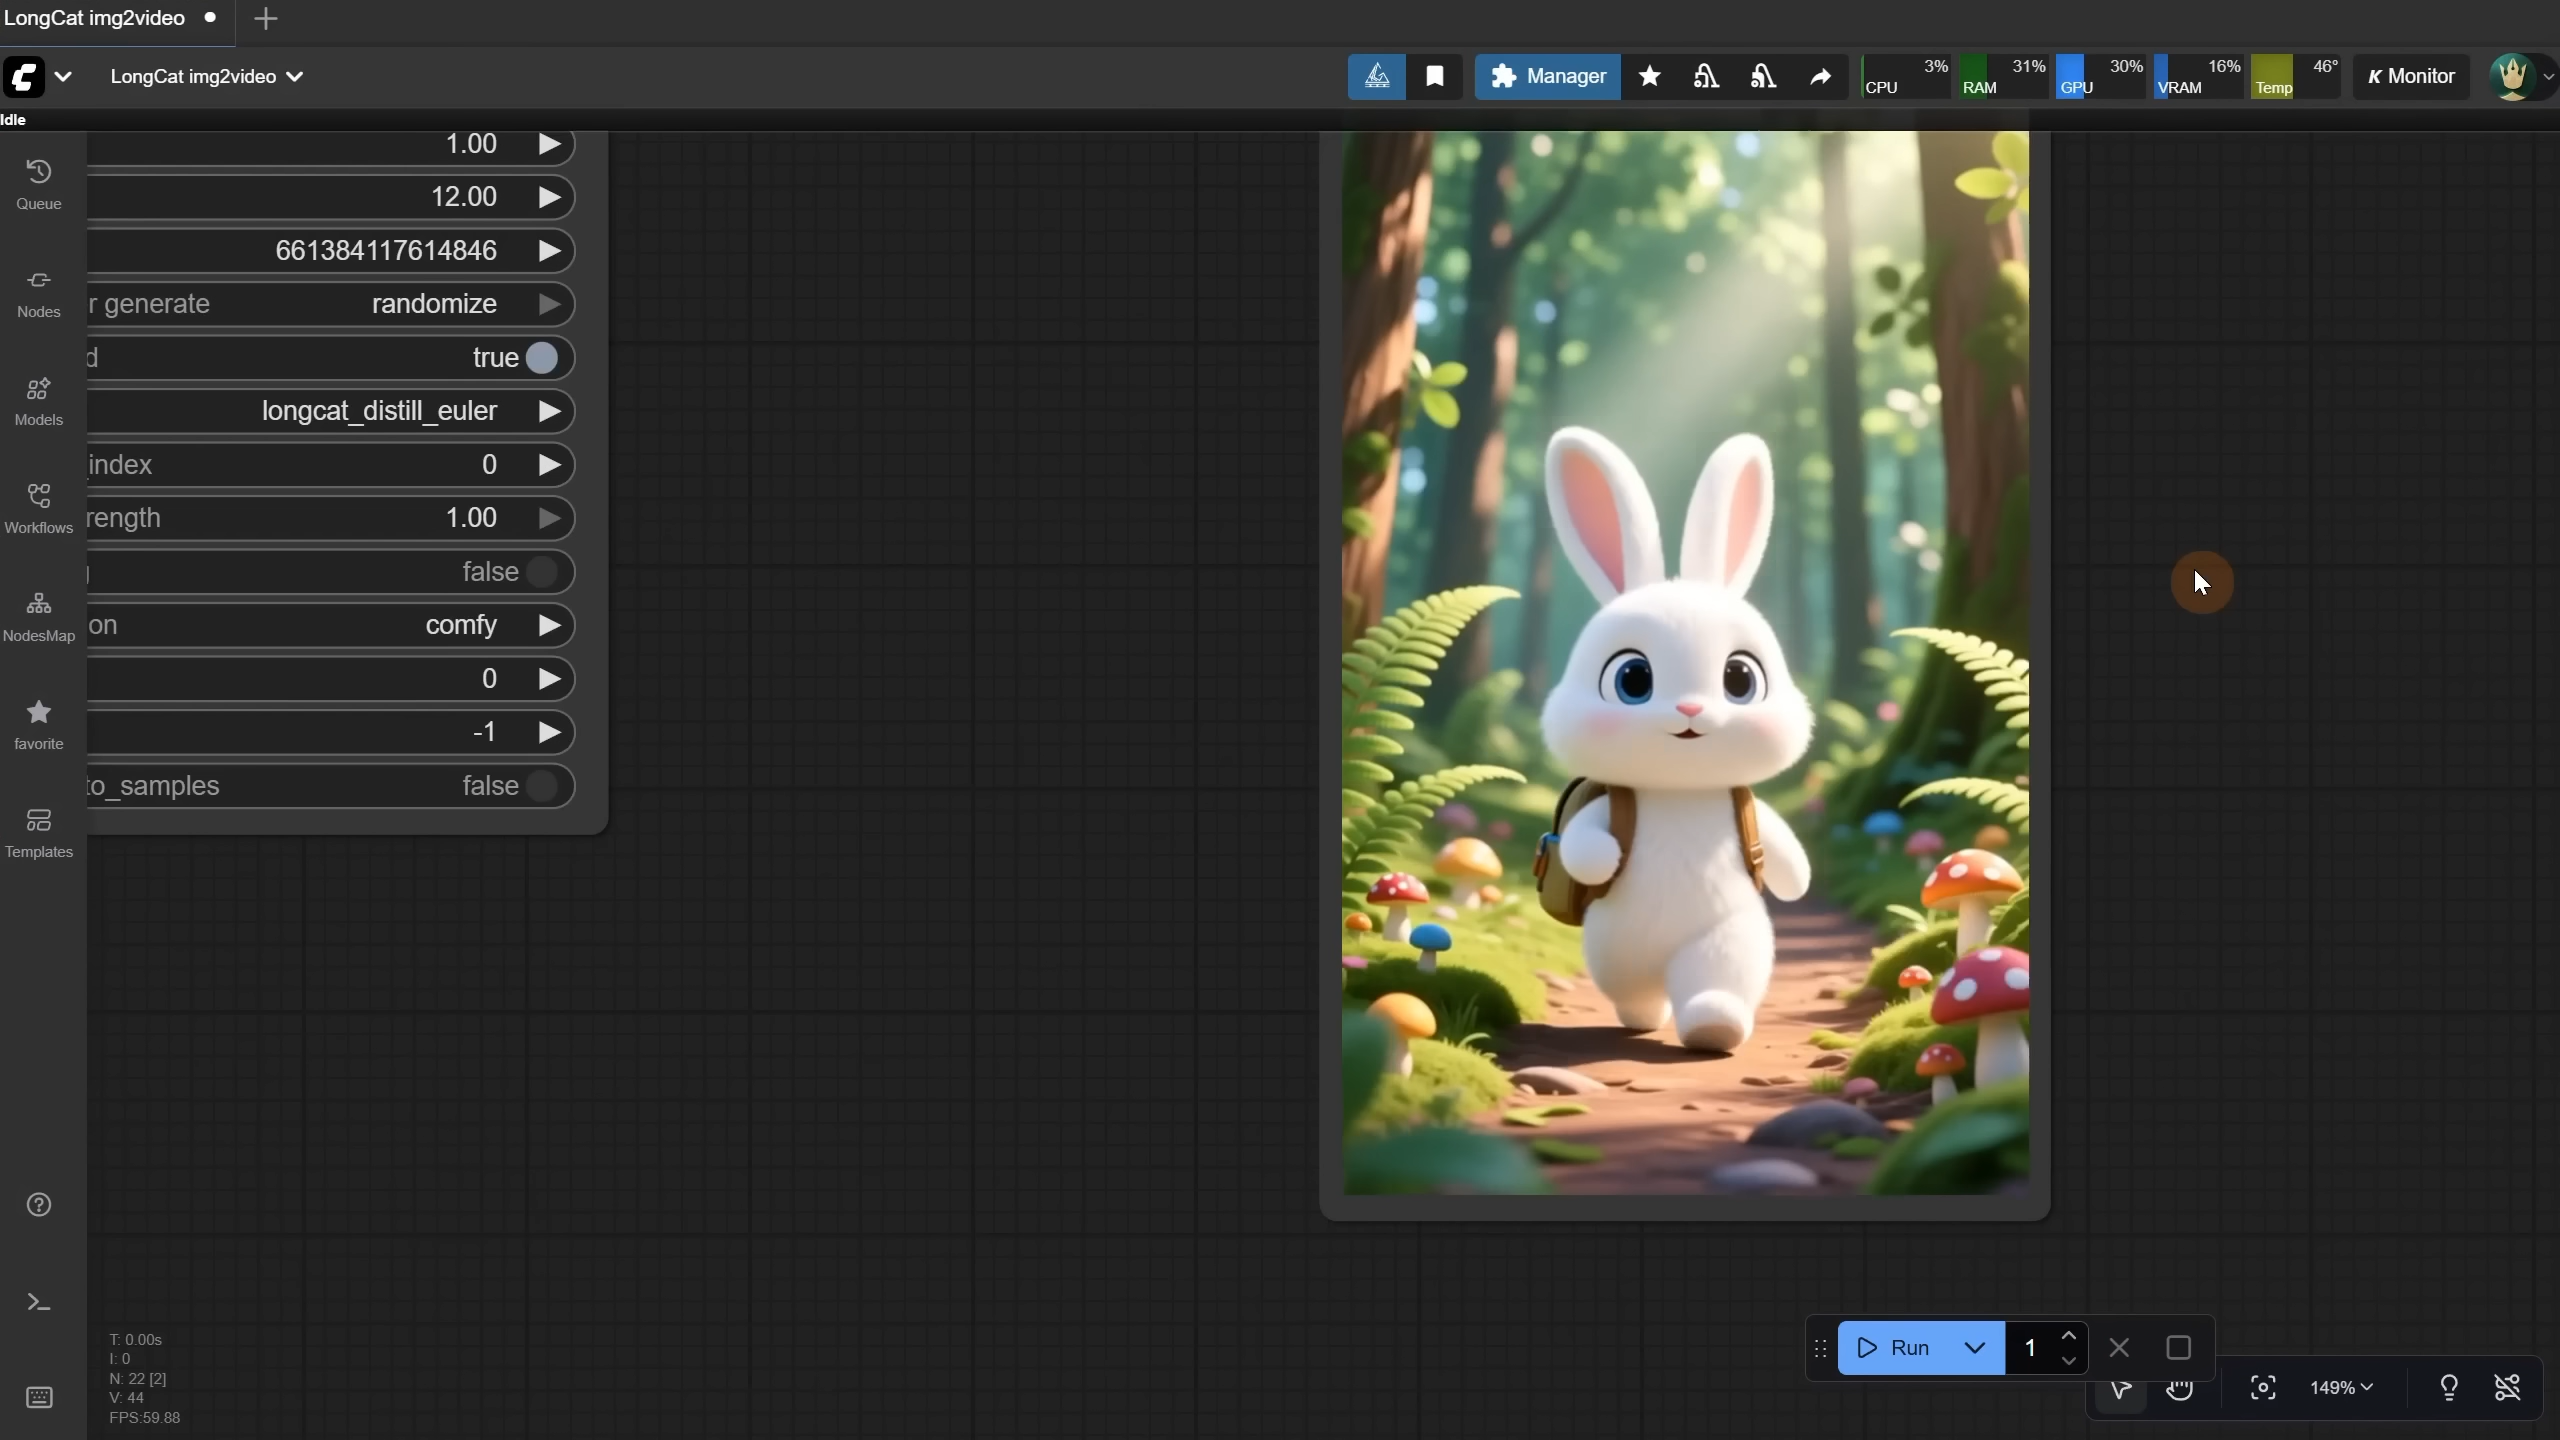 LongCat img2video
LongCat img2video
Manager
3%
CPU
31%
RAM
30%
GPU
16%
VRAM
46°
Temp
K Monitor
Idle
Queue
Nodes
Models
Workflows
NodesMap
favorite
Templates
1.00
12.00
661384117614846
r generate randomize
d true
longcat_distill_euler
_index 0
rength 1.00
false
on comfy
0
-1
to_samples false
T: 0.00s
I: 0
N: 22 [2]
V: 44
FPS:59.88
Run
1
149%